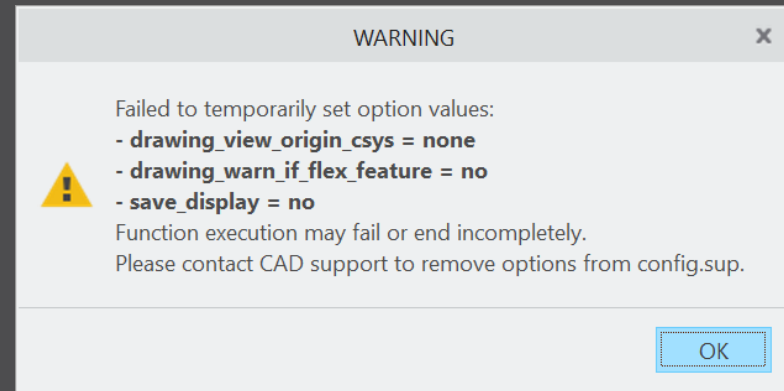 WARNING
Failed to temporarily set option values:
- drawing_view_origin_csys = none
- drawing_warn_if_flex_feature = no
- save_display = no
Function execution may fail or end incompletely.
Please contact CAD support to remove options from config.sup.
OK